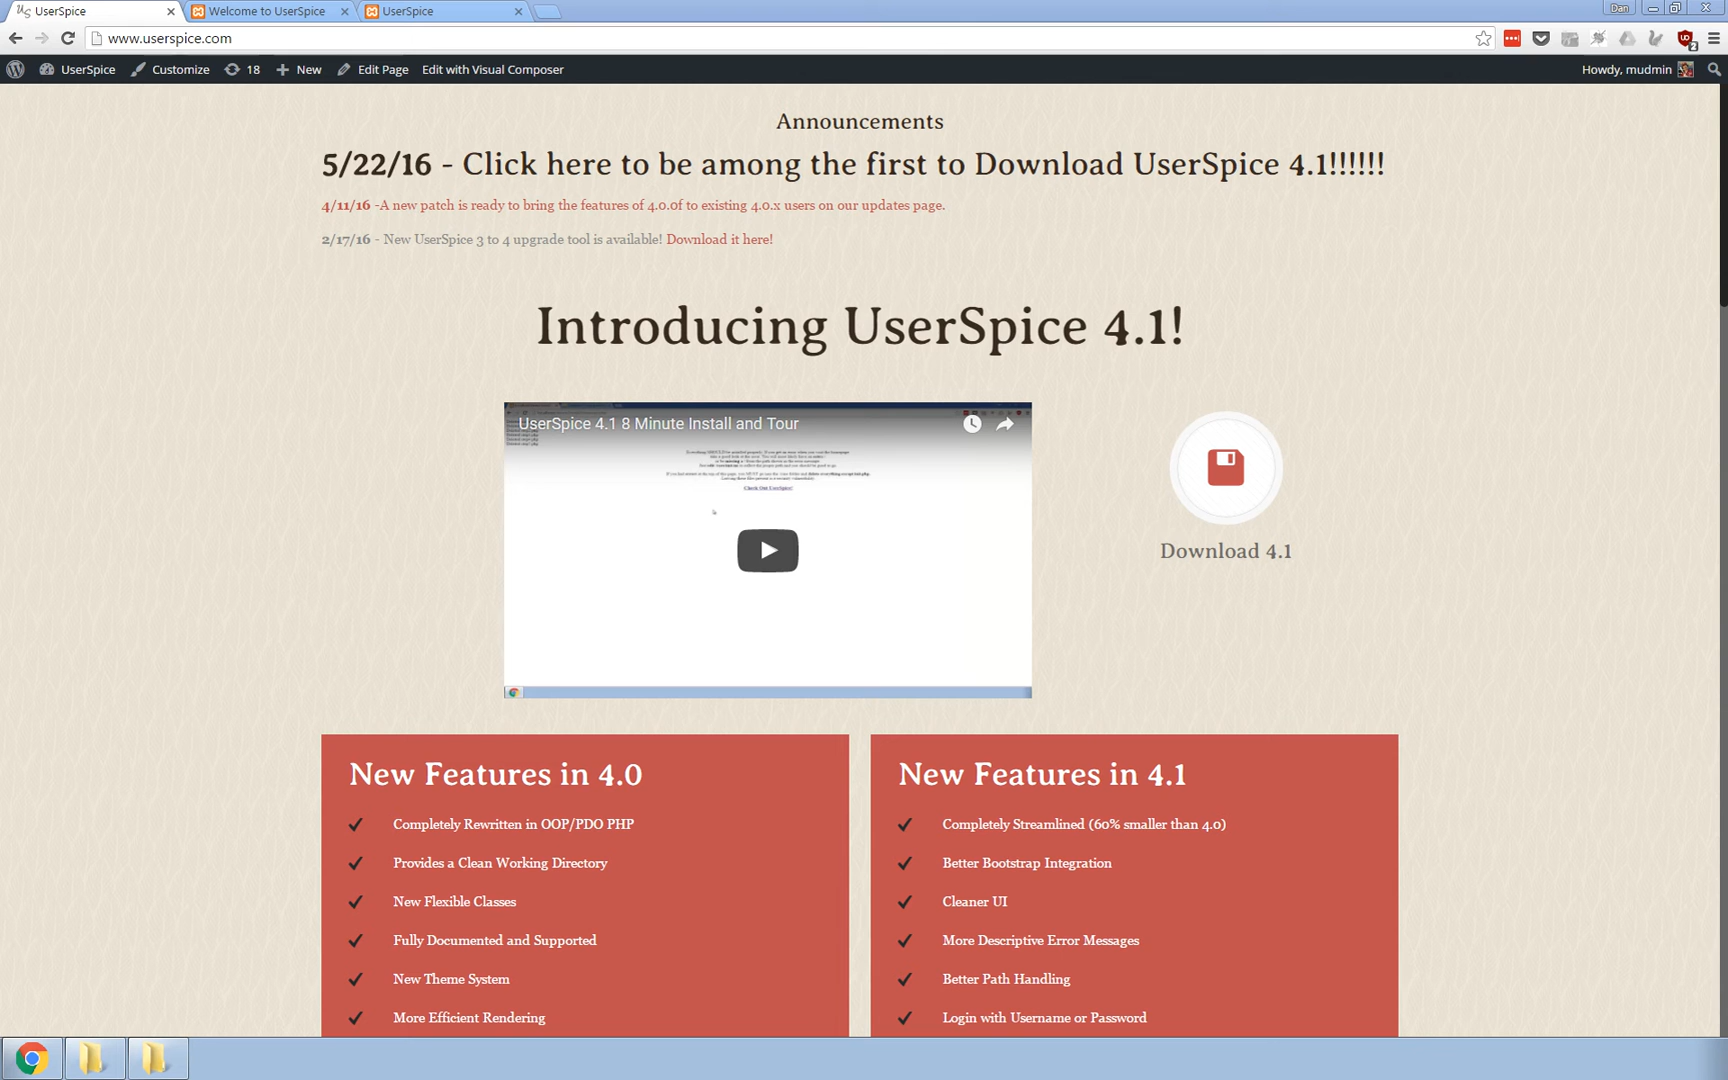 UserSpice
Welcome to UserSpice
UserSpice
Dan
www.userspice.com
2
UserSpice
Customize
18
New
Edit Page
Edit with Visual Composer
Howdy, mudmin
Announcements
5/22/16 - Click here to be among the first to Download UserSpice 4.1!!!!!!
4/11/16 -A new patch is ready to bring the features of 4.0.0f to existing 4.0.x users on our updates page.
2/17/16 - New UserSpice 3 to 4 upgrade tool is available! Download it here!
Introducing UserSpice 4.1!
UserSpice 4.1 8 Minute Install and Tour
Check Out UserSpice!
Download 4.1
New Features in 4.0
Completely Rewritten in OOP/PDO PHP
Provides a Clean Working Directory
New Flexible Classes
Fully Documented and Supported
New Theme System
More Efficient Rendering
New Features in 4.1
Completely Streamlined (60% smaller than 4.0)
Better Bootstrap Integration
Cleaner UI
More Descriptive Error Messages
Better Path Handling
Login with Username or Password